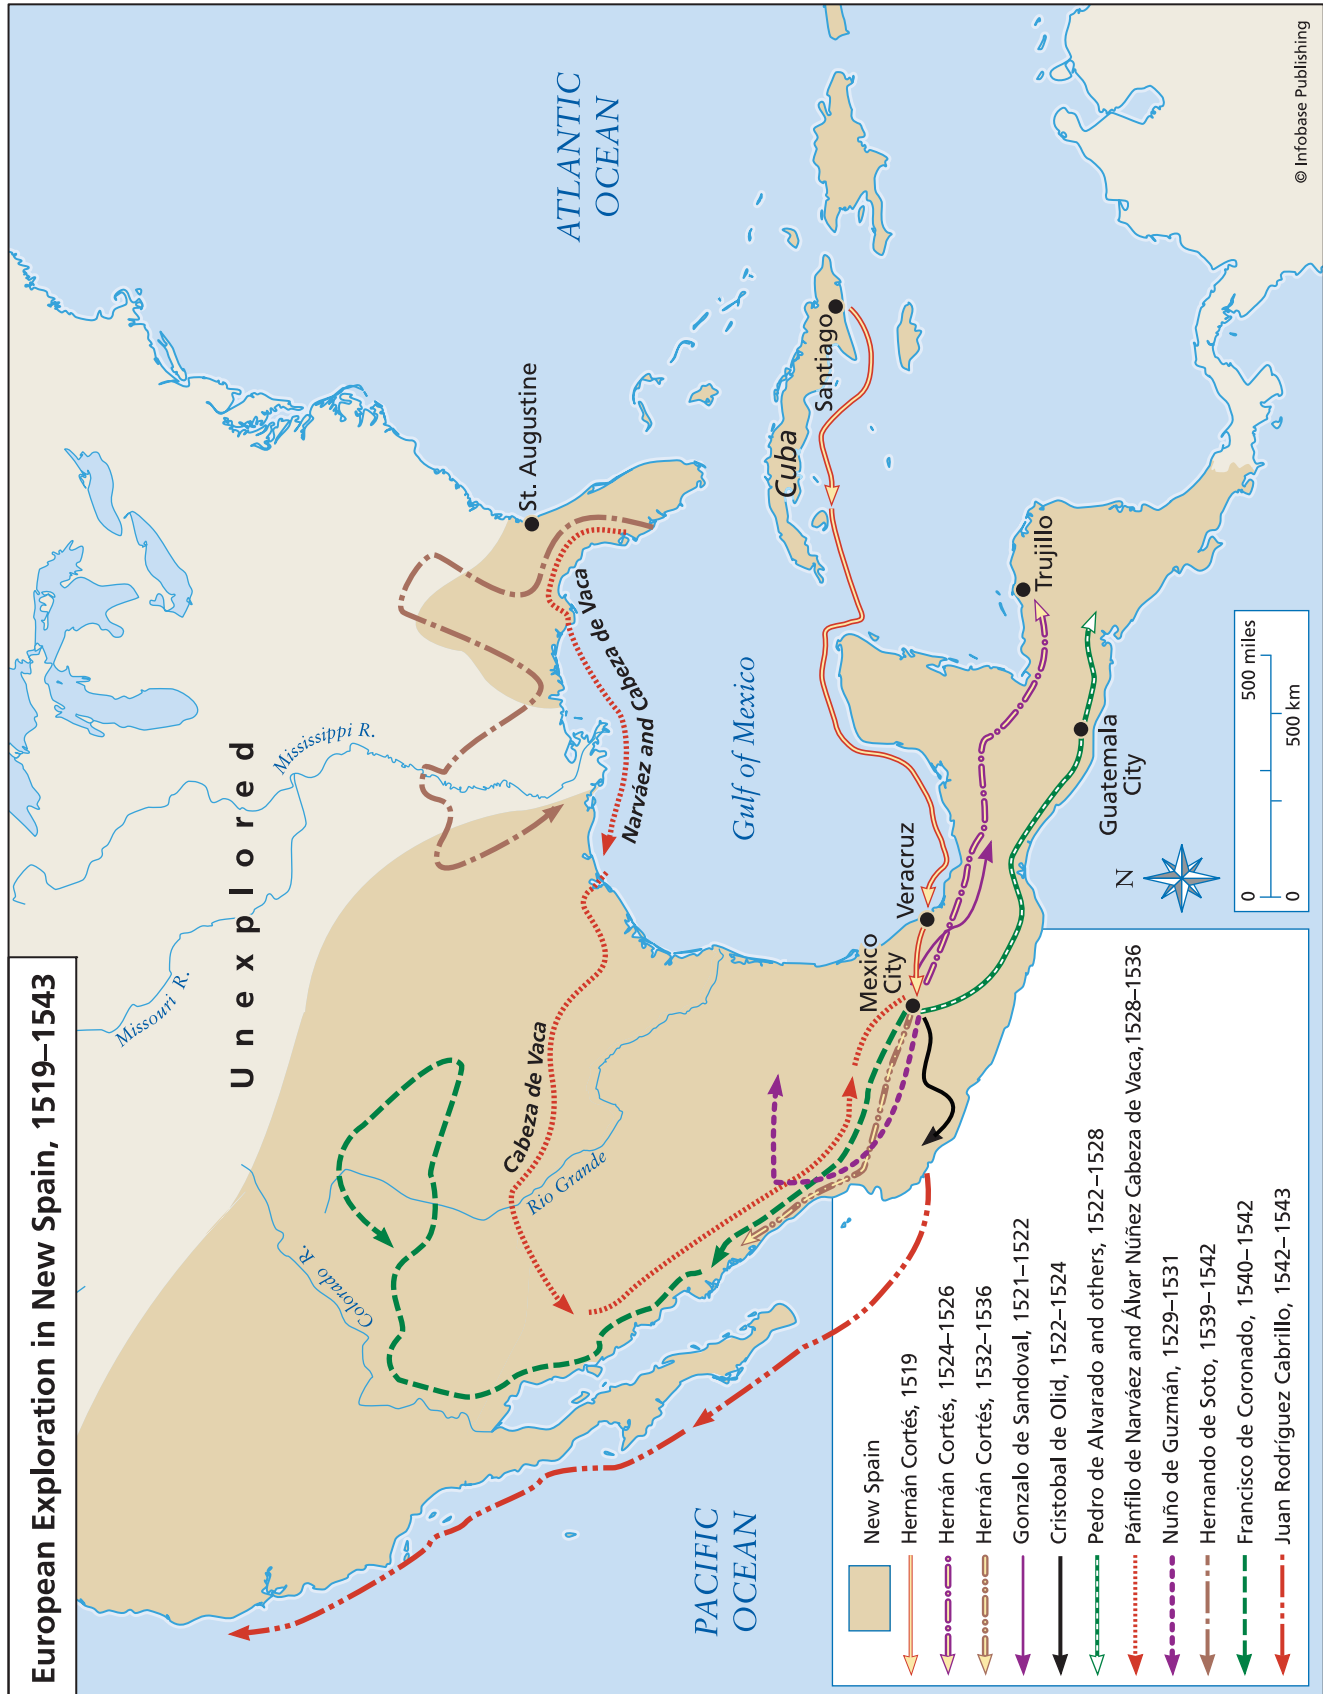 European Exploration in New Spain, 1519–1543
Unexplored
Missouri R.
Mississippi R.
Colorado R.
Rio Grande
Cabeza de Vaca
Narváez and Cabeza de Vaca
St. Augustine
ATLANTIC
OCEAN
Gulf of Mexico
Cuba
Santiago
Mexico
City
Veracruz
Trujillo
Guatemala
City
PACIFIC
OCEAN
N
0
500 miles
0
500 km
New Spain
Hernán Cortés, 1519
Hernán Cortés, 1524–1526
Hernán Cortés, 1532–1536
Gonzalo de Sandoval, 1521–1522
Cristobal de Olid, 1522–1524
Pedro de Alvarado and others, 1522–1528
Pánfilo de Narváez and Álvar Núñez Cabeza de Vaca,1528–1536
Nuño de Guzmán, 1529–1531
Hernando de Soto, 1539–1542
Francisco de Coronado, 1540–1542
Juan Rodríguez Cabrillo, 1542–1543
© Infobase Publishing